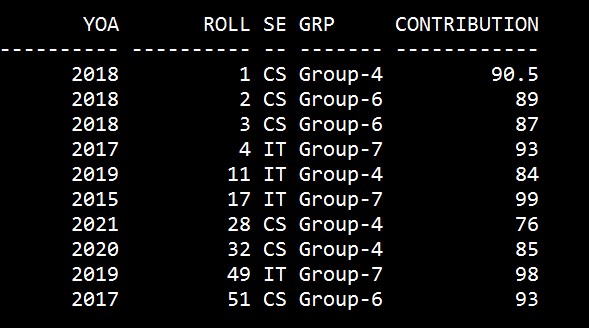 YOA       ROLL SE GRP     CONTRIBUTION
---------- ---------- -- ------- ------------
      2018          1 CS Group-4         90.5
      2018          2 CS Group-6           89
      2018          3 CS Group-6           87
      2017          4 IT Group-7           93
      2019         11 IT Group-4           84
      2015         17 IT Group-7           99
      2021         28 CS Group-4           76
      2020         32 CS Group-4           85
      2019         49 IT Group-7           98
      2017         51 CS Group-6           93